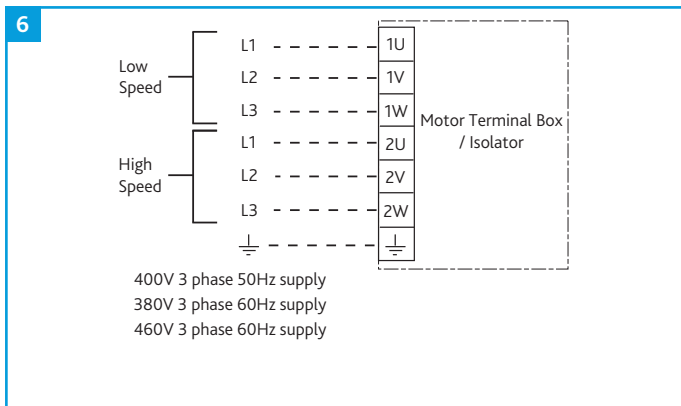 6
Low
Speed
L1
L2
L3
High
Speed
L1
L2
L3
1U
1V
1W
2U
2V
2W
Motor Terminal Box
/ Isolator
400V 3 phase 50Hz supply
380V 3 phase 60Hz supply
460V 3 phase 60Hz supply